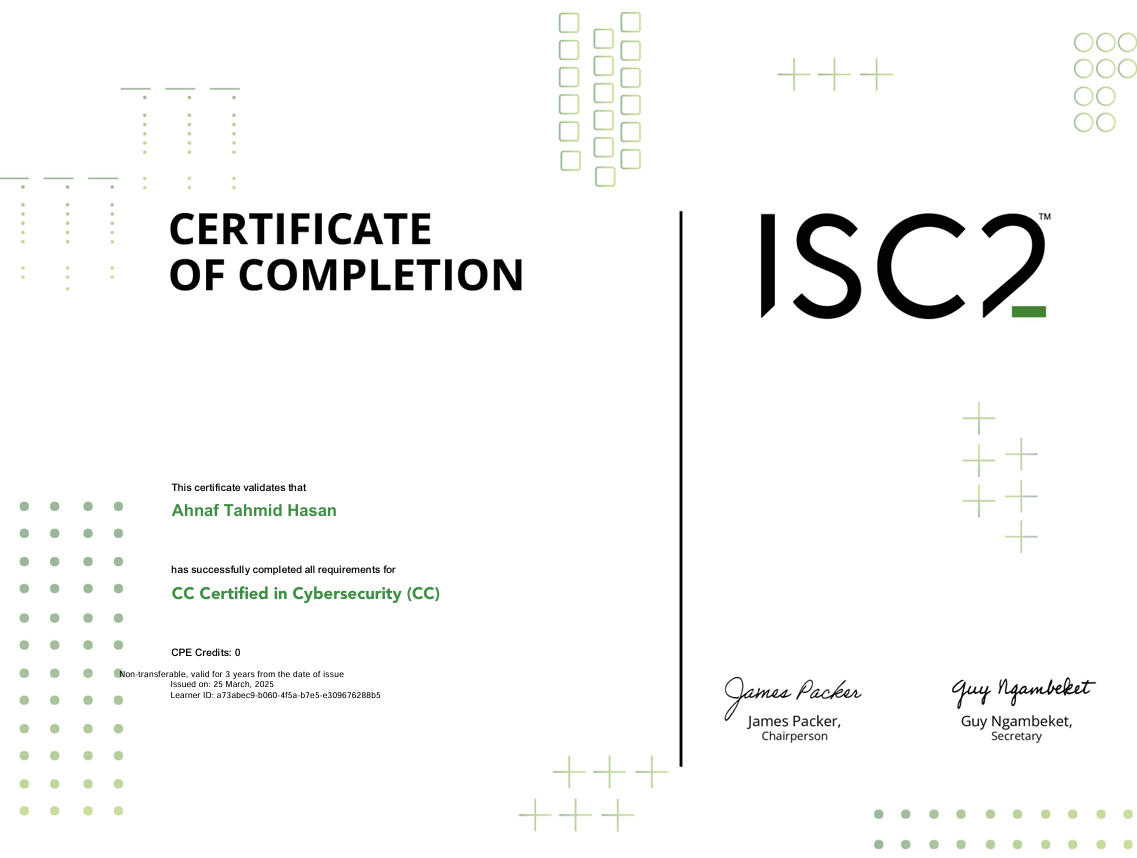 CERTIFICATE
OF COMPLETION
ISC2™
This certificate validates that
Ahnaf Tahmid Hasan
has successfully completed all requirements for
CC Certified in Cybersecurity (CC)
CPE Credits: 0
Non-transferable, valid for 3 years from the date of issue
Issued on: 25 March, 2025
Learner ID: a73abec9-b060-4f5a-b7e5-e309676288b5
James Packer
James Packer,
Chairperson
Guy Ngambeket
Guy Ngambeket,
Secretary